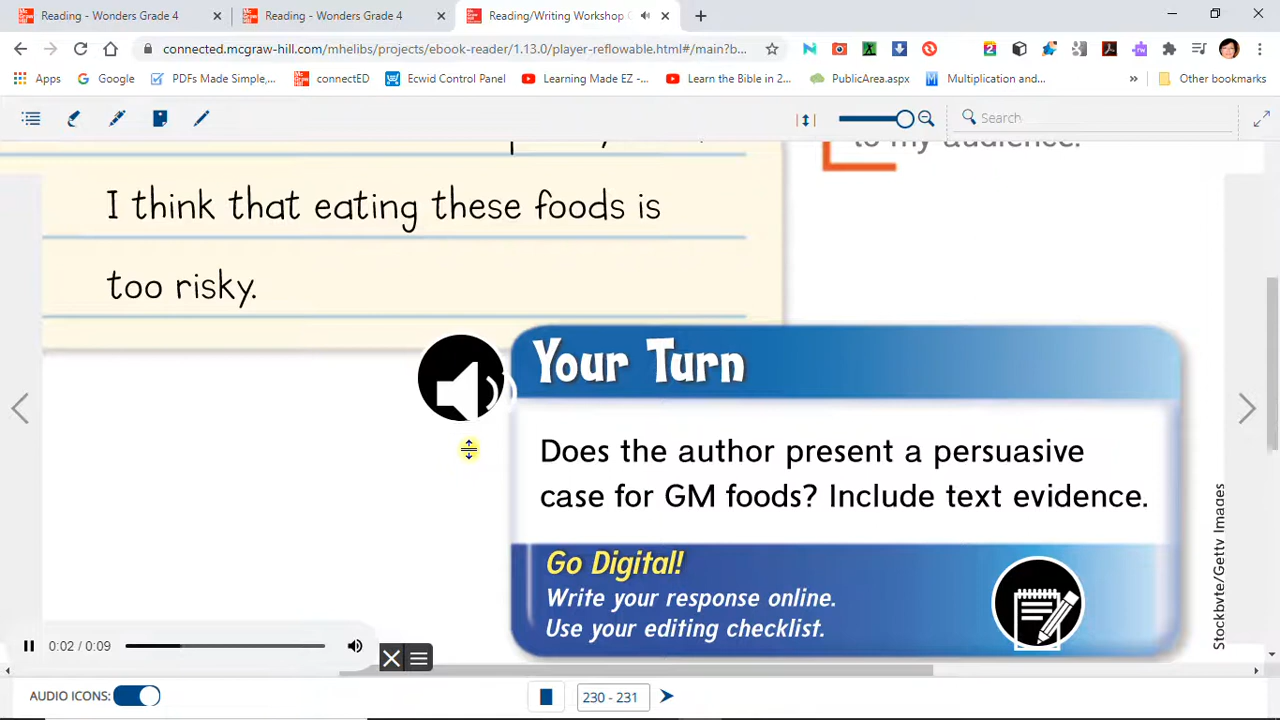 Reading - Wonders Grade 4
Reading - Wonders Grade 4
Reading/Writing Workshop
connected.mcgraw-hill.com/mhelibs/projects/ebook-reader/1.13.0/player-reflowable.html#/main?b...
Apps
Google
PDFs Made Simple,...
connectED
Ecwid Control Panel
Learning Made EZ -...
Learn the Bible in 2...
PublicArea.aspx
Multiplication and...
»
Other bookmarks
Search
to my audience.
I think that eating these foods is
too risky.
Your Turn
Does the author present a persuasive
case for GM foods? Include text evidence.
Go Digital!
Write your response online.
Use your editing checklist.
Stockbyte/Getty Images
0:02 / 0:09
AUDIO ICONS:
230 - 231